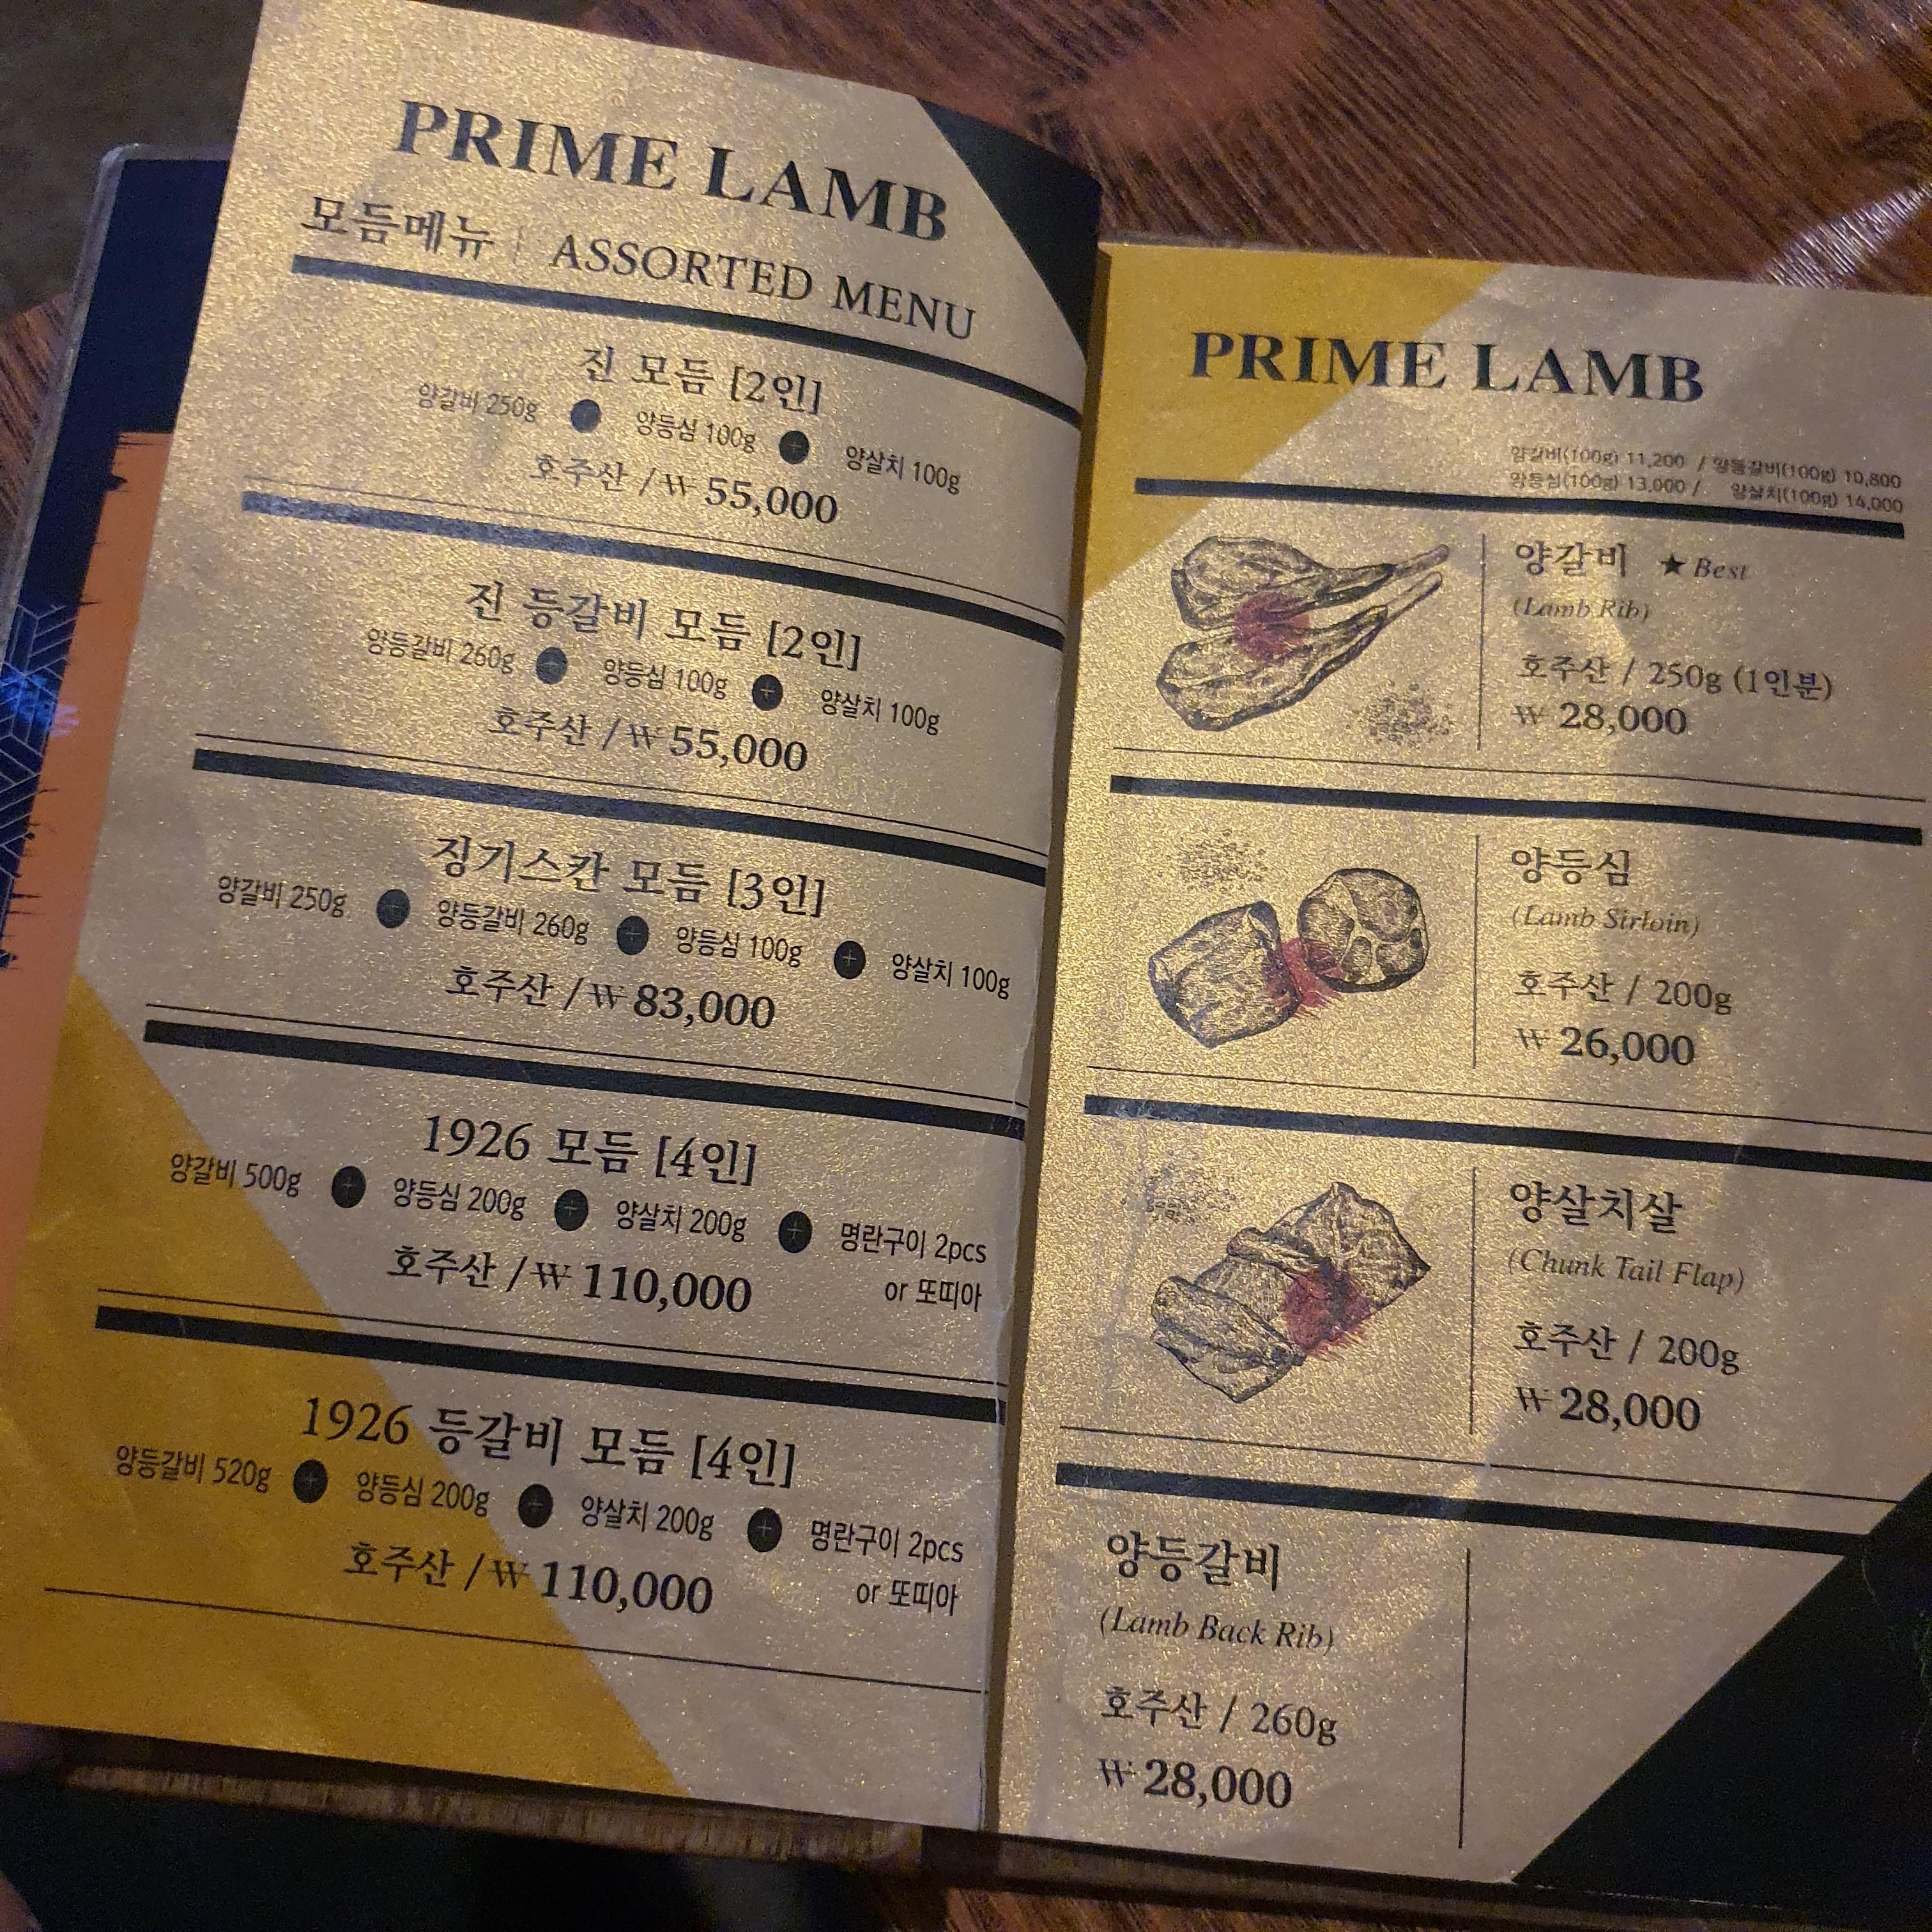 PRIME LAMB
모듬메뉴 | ASSORTED MENU
진 모듬 [2인]
양갈비 250g + 양등심 100g + 양살치 100g
호주산 / ₩ 55,000
진 등갈비 모듬 [2인]
양등갈비 260g + 양등심 100g + 양살치 100g
호주산 / ₩ 55,000
징기스칸 모듬 [3인]
양갈비 250g + 양등갈비 260g + 양등심 100g + 양살치 100g
호주산 / ₩ 83,000
1926 모듬 [4인]
양갈비 500g + 양등심 200g + 양살치 200g + 명란구이 2pcs
호주산 / ₩ 110,000 or 또띠아
1926 등갈비 모듬 [4인]
양등갈비 520g + 양등심 200g + 양살치 200g + 명란구이 2pcs
호주산 / ₩ 110,000 or 또띠아
PRIME LAMB
양갈비(100g) 11,200 / 양등갈비(100g) 10,800
양등심(100g) 13,000 / 양살치(100g) 14,000
양갈비 ★ Best
(Lamb Rib)
호주산 / 250g (1인분)
₩ 28,000
양등심
(Lamb Sirloin)
호주산 / 200g
₩ 26,000
양살치살
(Chunk Tail Flap)
호주산 / 200g
₩ 28,000
양등갈비
(Lamb Back Rib)
호주산 / 260g
₩ 28,000